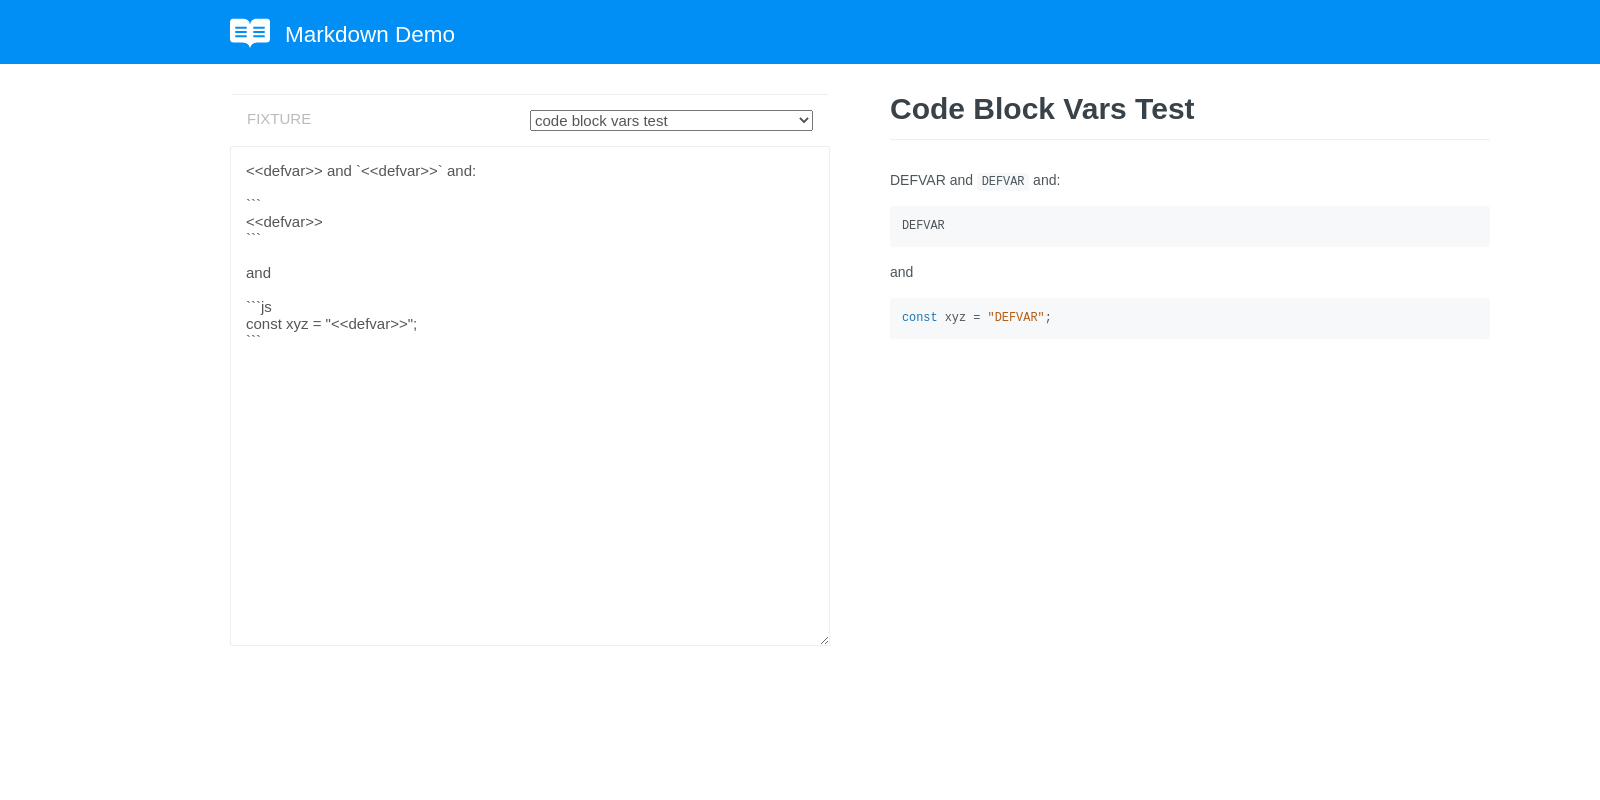 Markdown Demo
FIXTURE
code block vars test
<<defvar>> and `<<defvar>>` and:
```
<<defvar>>
```
and
```js
const xyz = "<<defvar>>";
```
Code Block Vars Test
DEFVAR and DEFVAR and:
DEFVAR
and
const xyz = "DEFVAR";